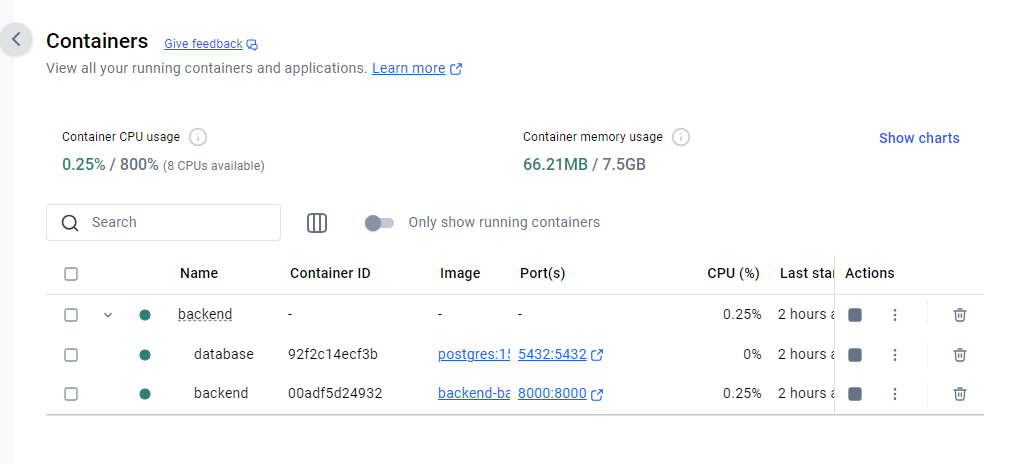 Containers Give feedback
View all your running containers and applications. Learn more
Container CPU usage Container memory usage Show charts
0.25% / 800% (8 CPUs available) 66.21MB / 7.5GB
Search Only show running containers
Name Container ID Image Port(s) CPU (%) Last sta Actions
backend - - - 0.25% 2 hours a
database 92f2c14ecf3b postgres:15 5432:5432 0% 2 hours a
backend 00adf5d24932 backend-ba 8000:8000 0.25% 2 hours a